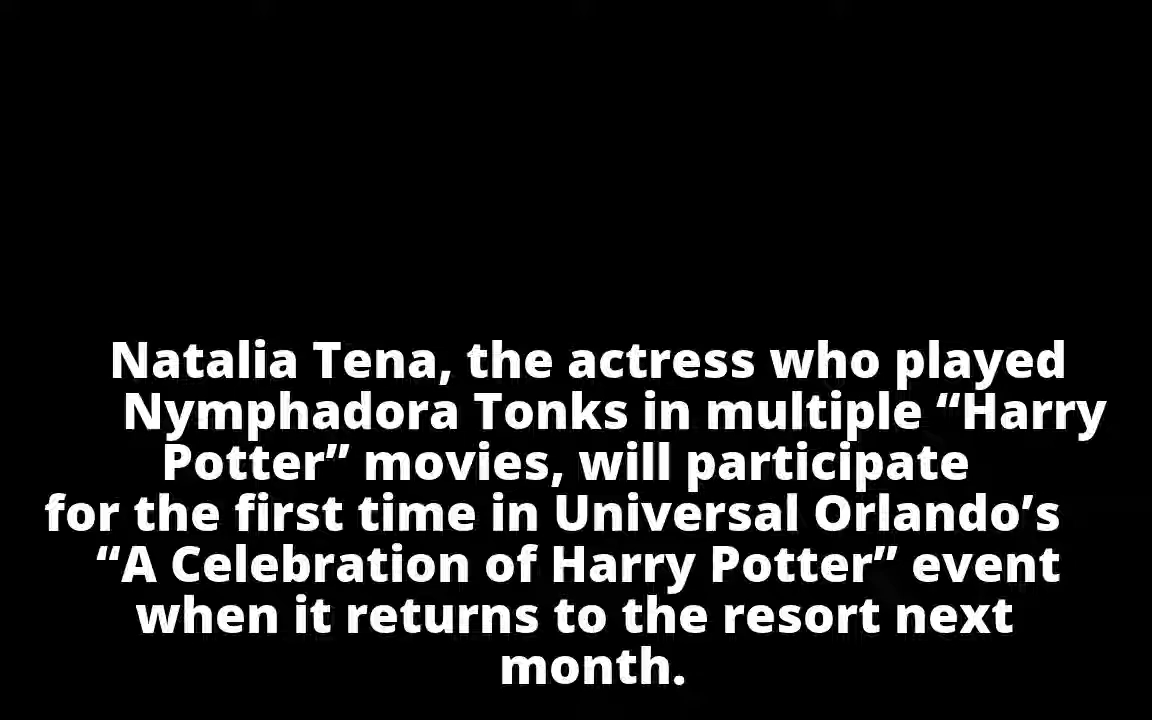 Natalia Tena, the actress who played
Nymphadora Tonks in multiple “Harry
Potter” movies, will participate
for the first time in Universal Orlando’s
“A Celebration of Harry Potter” event
when it returns to the resort next
month.